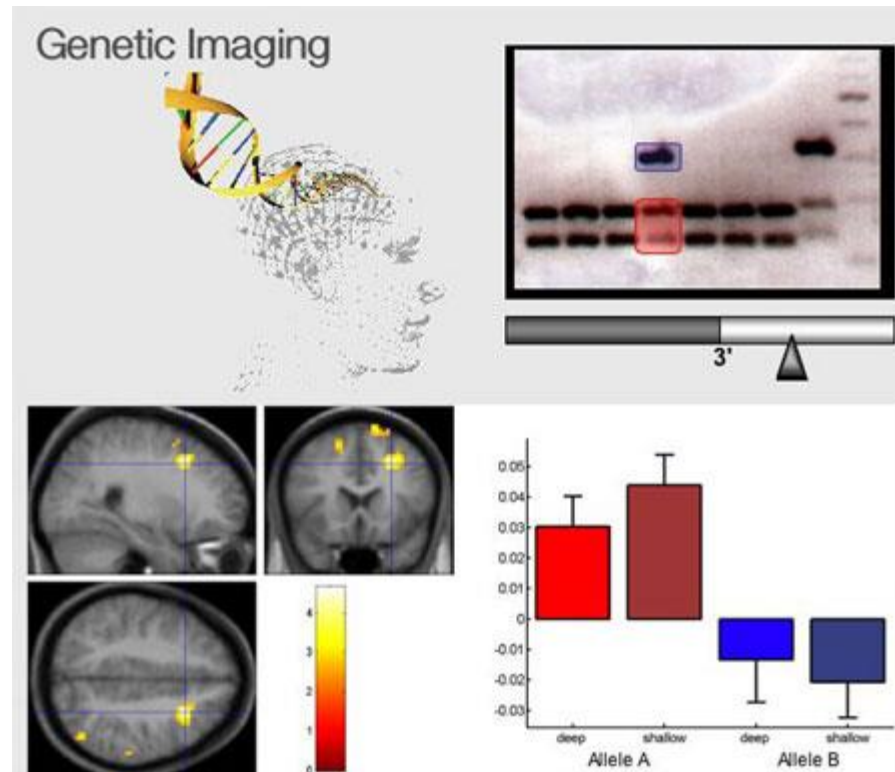 Genetic Imaging
3'
4
3
2
1
0
0.05
0.04
0.03
0.02
0.01
0
-0.01
-0.02
-0.03
deep
shallow
deep
shallow
Allele A
Allele B